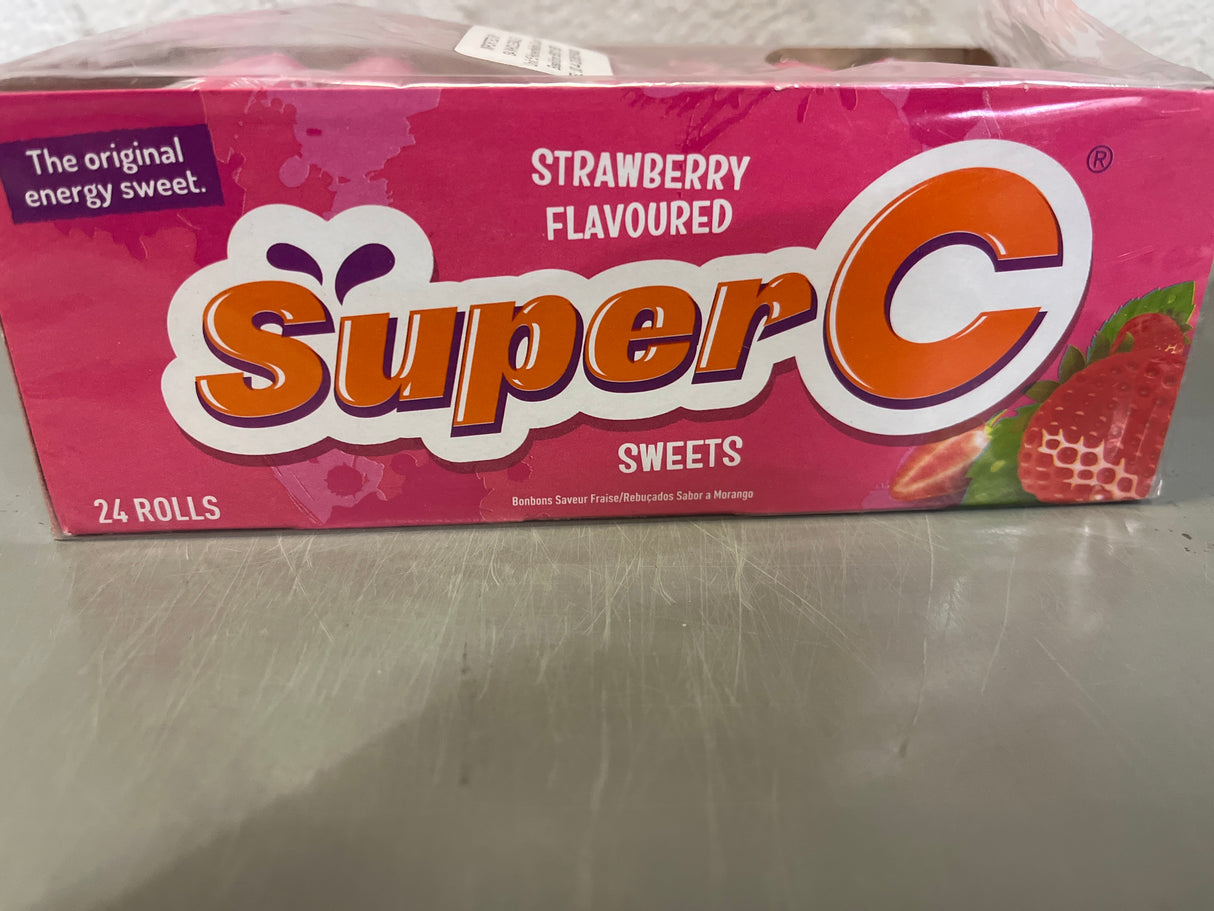 The original
energy sweet.
STRAWBERRY
FLAVOURED
Super C
®
SWEETS
24 ROLLS
Bonbons Saveur Fraise/Rebuçados Sabor a Morango